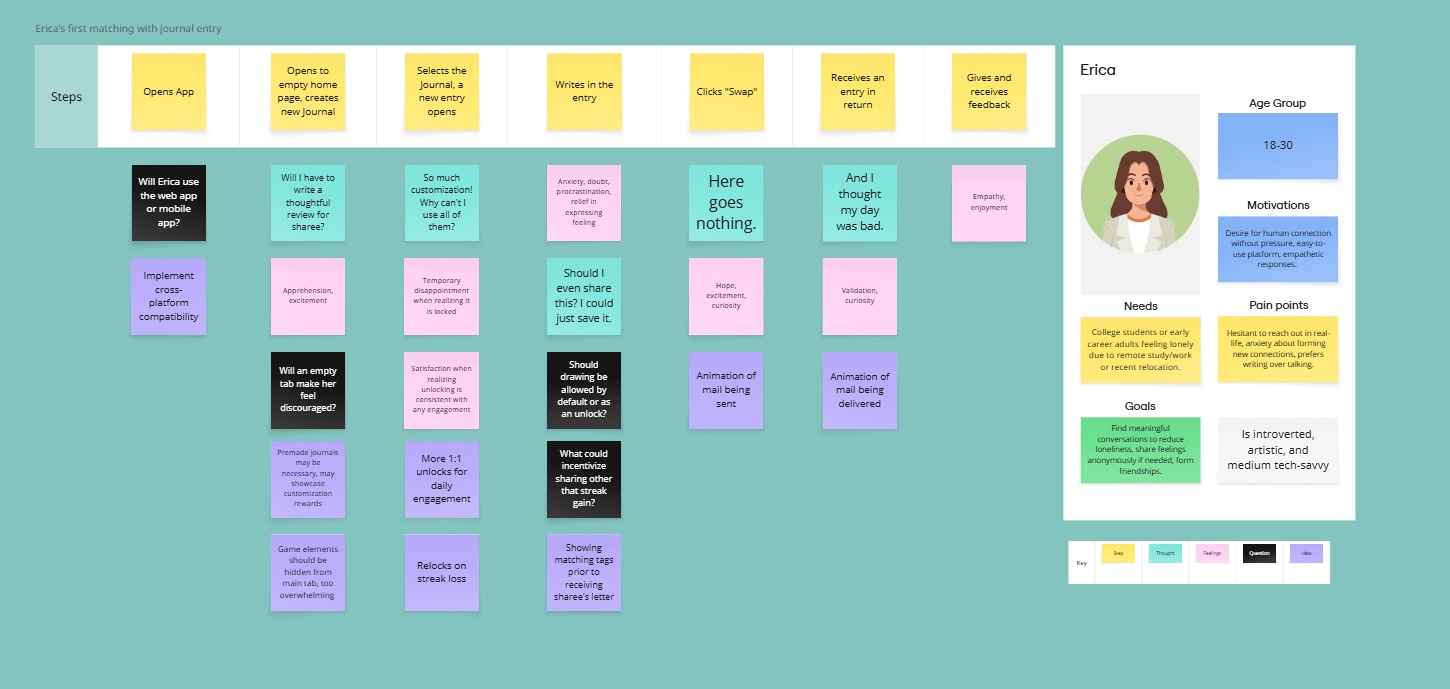 Erica's first matching with journal entry
Steps
Opens App
Opens to
empty home
page, creates
new Journal
Selects the
Journal, a
new entry
opens
Writes in the
entry
Clicks "Swap"
Receives an
entry in
return
Gives and
receives
feedback
Will Erica use
the web app
or mobile
app?
Implement
cross-
platform
compatibility
Will I have to
write a
thoughtful
review for
sharee?
Apprehension,
excitement
Will an empty
tab make her
feel
discouraged?
Premade journals
may be
necessary, may
showcase
customization
rewards
Game elements
should be
hidden from
main tab, too
overwhelming
So much
customization!
Why can't I
use all of
them?
Temporary
disappointment
when realizing it
is locked
Satisfaction when
realizing
unlocking is
consistent with
any engagement
More 1:1
unlocks for
daily
engagement
Relocks on
streak loss
Anxiety, doubt,
procrastination,
relief in
expressing
feeling
Should I
even share
this? I could
just save it.
Should
drawing be
allowed by
default or as
an unlock?
What could
incentivize
sharing other
that streak
gain?
Showing
matching tags
prior to
receiving
sharee's letter
Here
goes
nothing.
Hope,
excitement,
curiosity
Animation of
mail being
sent
And I
thought
my day
was bad.
Validation,
curiosity
Animation of
mail being
delivered
Empathy,
enjoyment
Erica
Age Group
18-30
Motivations
Desire for human connection
without pressure, easy-to-
use platform, empathetic
responses.
Needs
College students or early
career adults feeling lonely
due to remote study/work
or recent relocation.
Pain points
Hesitant to reach out in real-
life, anxiety about forming
new connections, prefers
writing over talking.
Goals
Find meaningful
conversations to reduce
loneliness, share feelings
anonymously if needed, form
friendships.
Is introverted,
artistic, and
medium tech-savvy
Key
Step
Thought
Feelings
Question
Idea